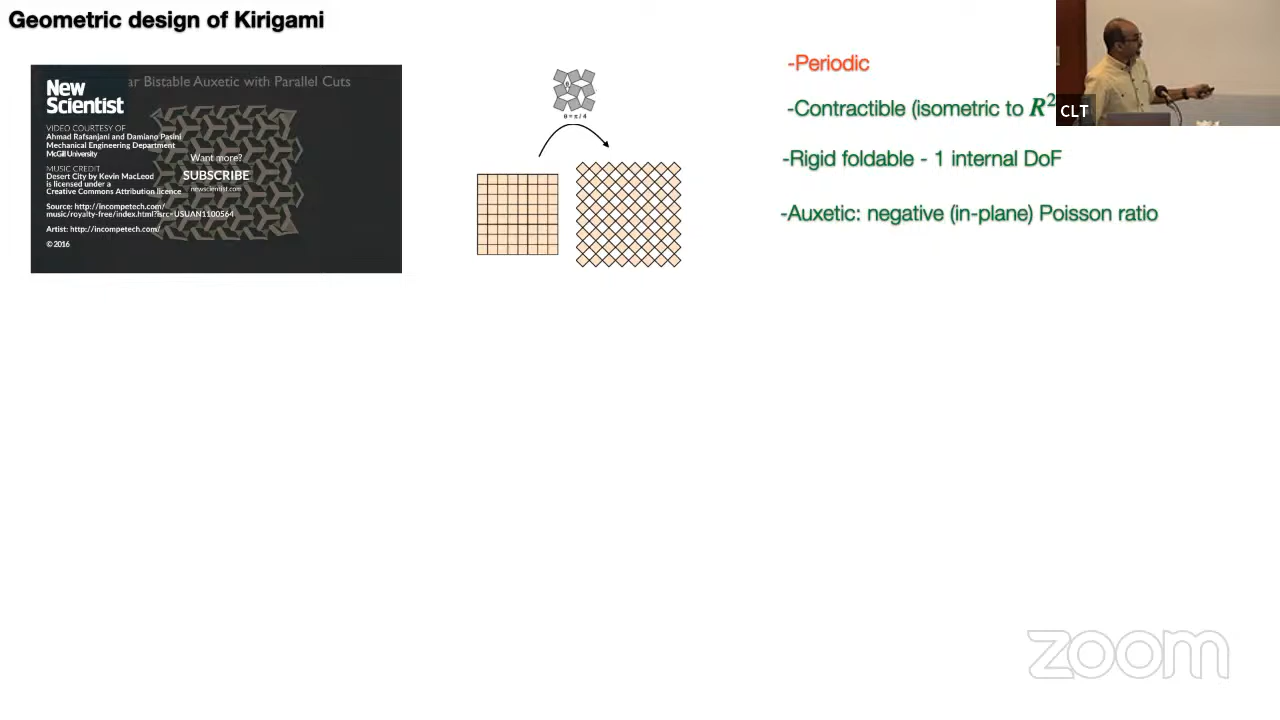 Geometric design of Kirigami
New
Scientist
ar Bistable Auxetic with Parallel Cuts
VIDEO COURTESY OF
Ahmad Rafsanjani and Damiano Pasini
Mechanical Engineering Department
McGill University
MUSIC CREDIT
Desert City by Kevin MacLeod
is licensed under a
Creative Commons Attribution licence
Source: http://incompetech.com/
music/royalty-free/index.html?isrc=USUAN1100564
Artist: http://incompetech.com/
© 2016
Want more?
SUBSCRIBE
newscientist.com
θ = π / 4
-Periodic
-Contractible (isometric to R²
-Rigid foldable - 1 internal DoF
-Auxetic: negative (in-plane) Poisson ratio
CLT
zoom